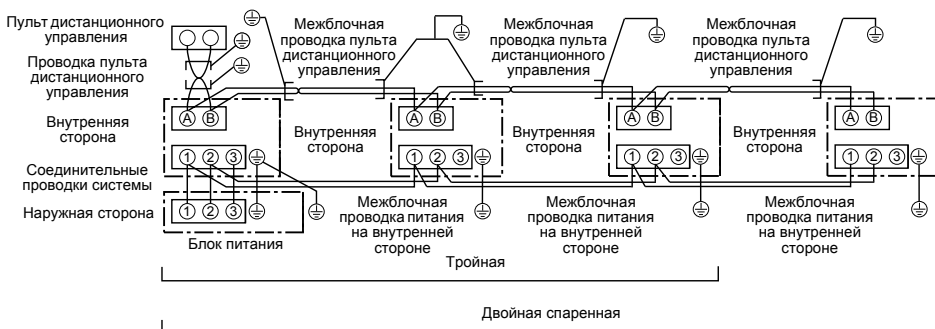 Пульт дистанционного
управления
Проводка пульта
дистанционного
управления
Межблочная
проводка пульта
дистанционного
управления
Межблочная
проводка пульта
дистанционного
управления
Межблочная
проводка пульта
дистанционного
управления
A B
A B
A B
A B
Внутренняя
сторона
Внутренняя
сторона
Внутренняя
сторона
Внутренняя
сторона
1 2 3
1 2 3
1 2 3
1 2 3
Соединительные
проводки системы
Наружная сторона
1 2 3
Блок питания
Межблочная
проводка питания
на внутренней
стороне
Межблочная
проводка питания
на внутренней
стороне
Межблочная
проводка питания
на внутренней
стороне
Тройная
Двойная спаренная